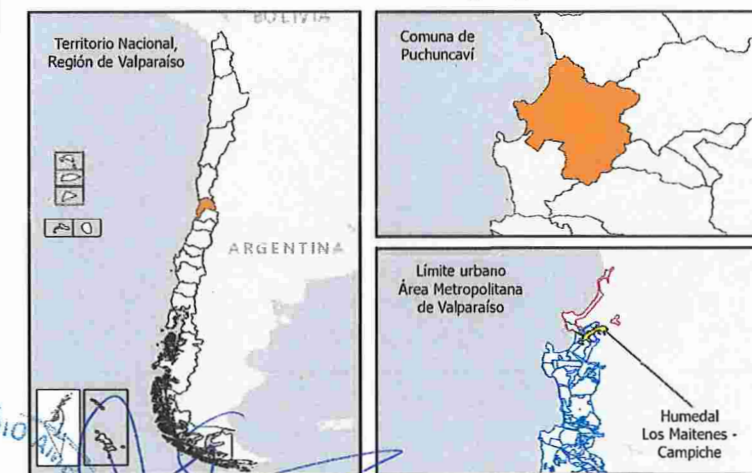 BOLIVIA
Territorio Nacional,
Región de Valparaíso
ARGENTINA
Comuna de
Puchuncaví
Límite urbano
Área Metropolitana
de Valparaíso
Humedal
Los Maitenes -
Campiche